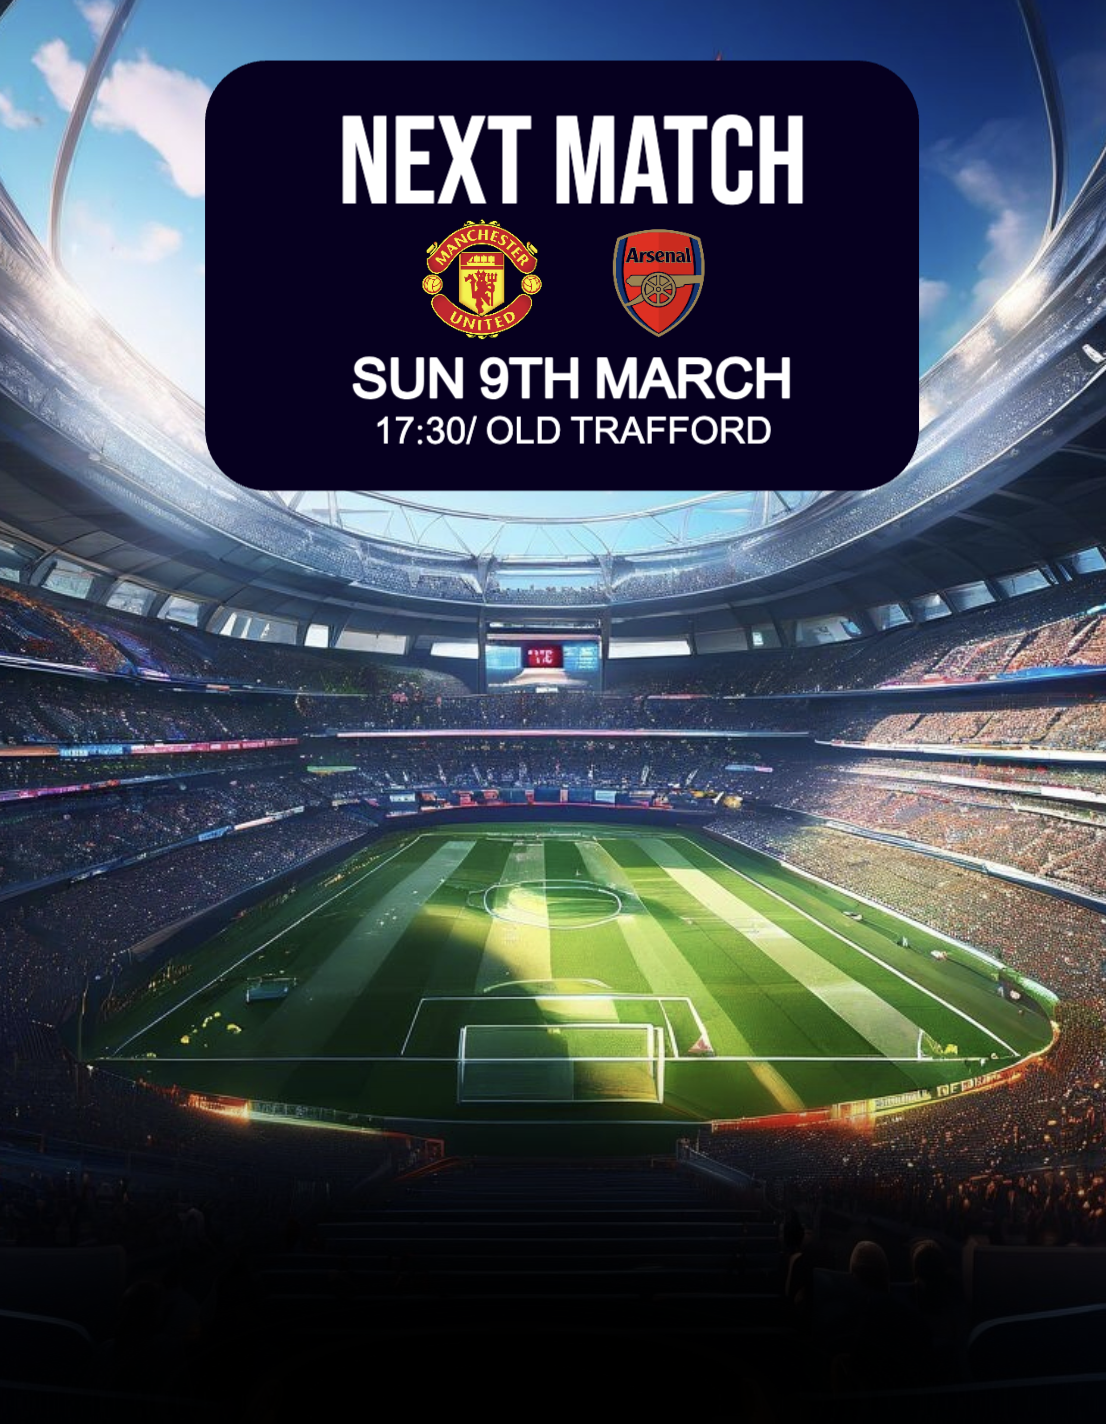 NEXT MATCH
MANCHESTER
UNITED
Arsenal
SUN 9TH MARCH
17:30/ OLD TRAFFORD